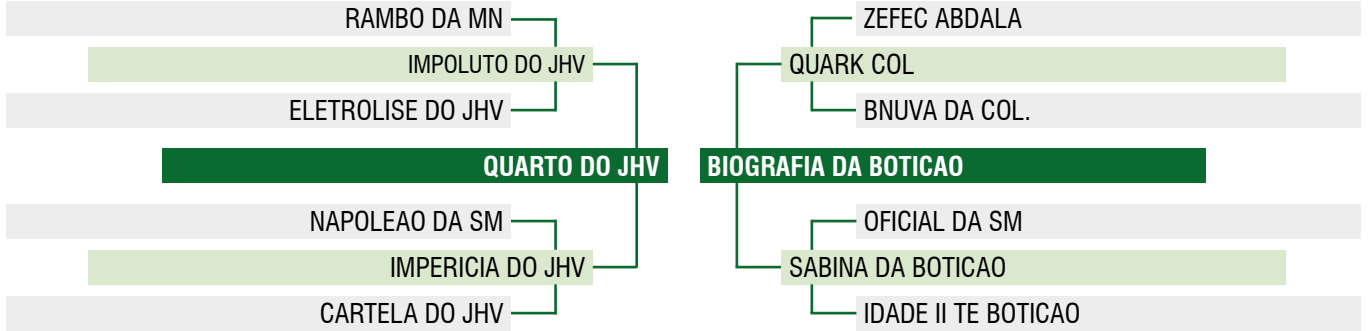 RAMBO DA MN
ZEFEC ABDALA
IMPOLUTO DO JHV
QUARK COL
ELETROLISE DO JHV
BNUVA DA COL.
QUARTO DO JHV
BIOGRAFIA DA BOTICAO
NAPOLEAO DA SM
OFICIAL DA SM
IMPERICIA DO JHV
SABINA DA BOTICAO
CARTELA DO JHV
IDADE II TE BOTICAO